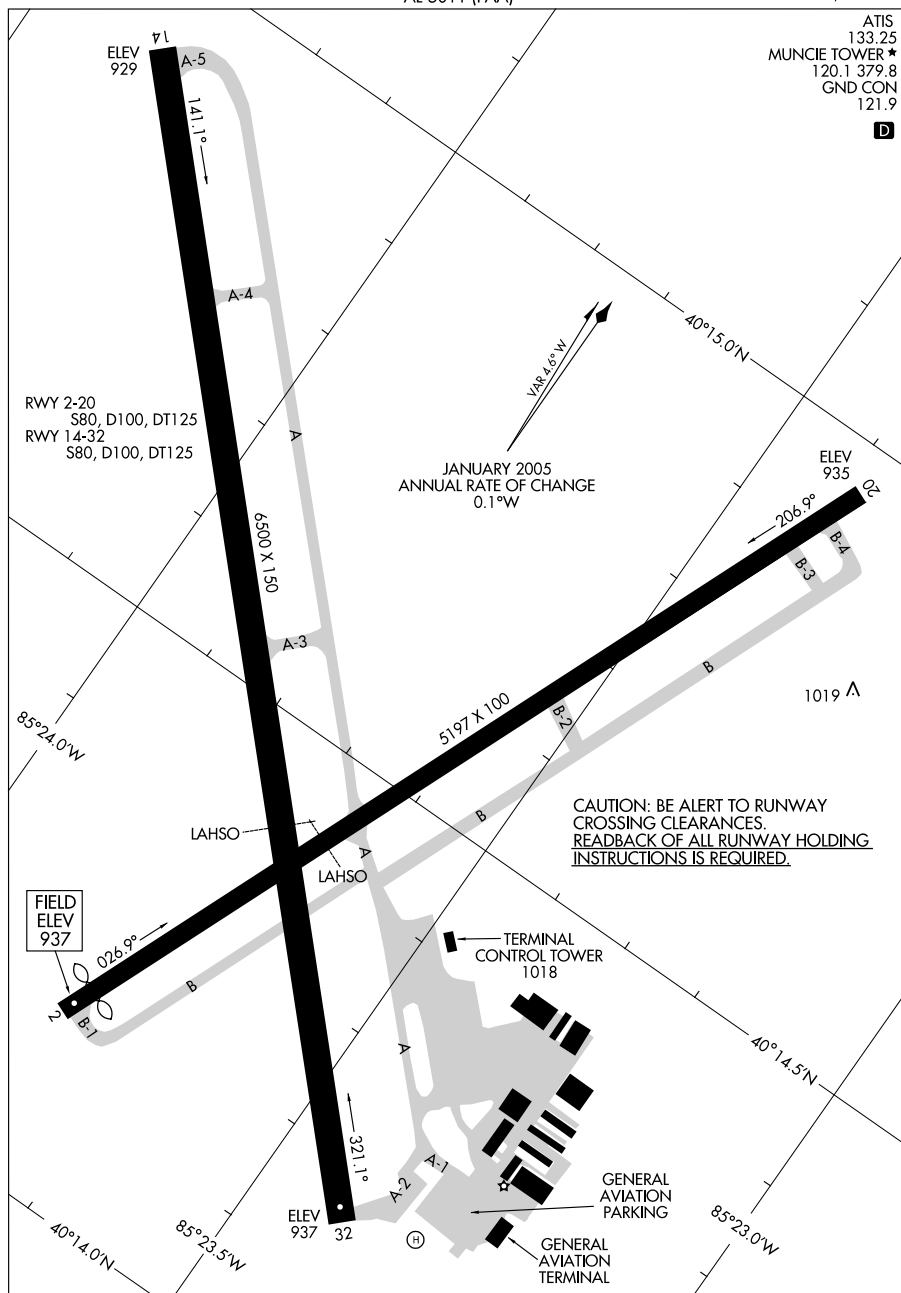 ATIS
133.25
MUNCIE TOWER ★
120.1 379.8
GND CON
121.9
D
14
ELEV
929
A-5
141.1°
A-4
40°15.0'N
VAR 4.6° W
RWY 2-20
S80, D100, DT125
RWY 14-32
S80, D100, DT125
A
JANUARY 2005
ANNUAL RATE OF CHANGE
0.1°W
ELEV
935
20
206.9°
B-4
B-3
6500 X 150
A-3
B
1019
85°24.0'W
5197 X 100
B-2
CAUTION: BE ALERT TO RUNWAY
CROSSING CLEARANCES.
READBACK OF ALL RUNWAY HOLDING
INSTRUCTIONS IS REQUIRED.
B
LAHSO
A
LAHSO
FIELD
ELEV
937
026.9°
TERMINAL
CONTROL TOWER
1018
B
2
B-1
A
40°14.5'N
321.1°
A-1
A-2
GENERAL
AVIATION
PARKING
ELEV
937
32
H
GENERAL
AVIATION
TERMINAL
40°14.0'N
85°23.5'W
85°23.0'W